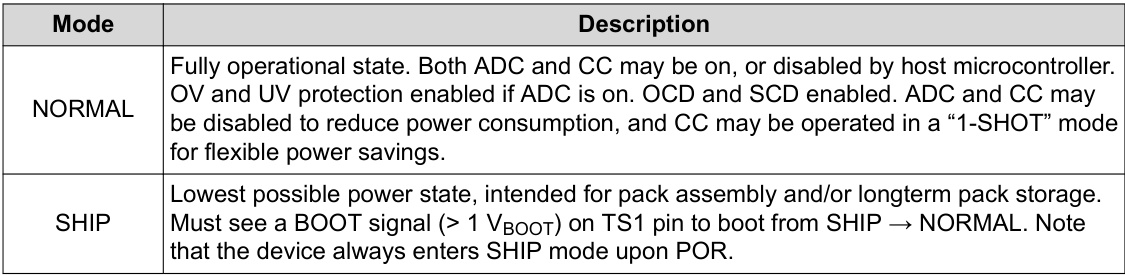 Mode Description
NORMAL
Fully operational state. Both ADC and CC may be on, or disabled by host microcontroller.
OV and UV protection enabled if ADC is on. OCD and SCD enabled. ADC and CC may
be disabled to reduce power consumption, and CC may be operated in a “1-SHOT” mode
for flexible power savings.
SHIP
Lowest possible power state, intended for pack assembly and/or longterm pack storage.
Must see a BOOT signal (> 1 VBOOT) on TS1 pin to boot from SHIP → NORMAL. Note
that the device always enters SHIP mode upon POR.